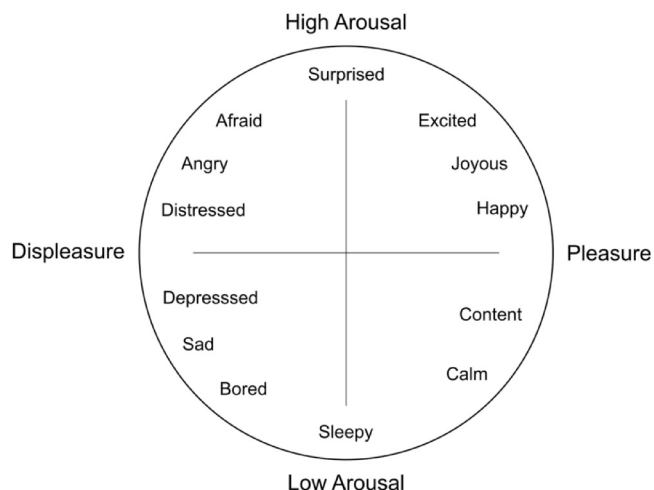 High Arousal
Surprised
Afraid
Excited
Angry
Joyous
Distressed
Happy
Displeasure
Pleasure
Depresssed
Content
Sad
Calm
Bored
Sleepy
Low Arousal